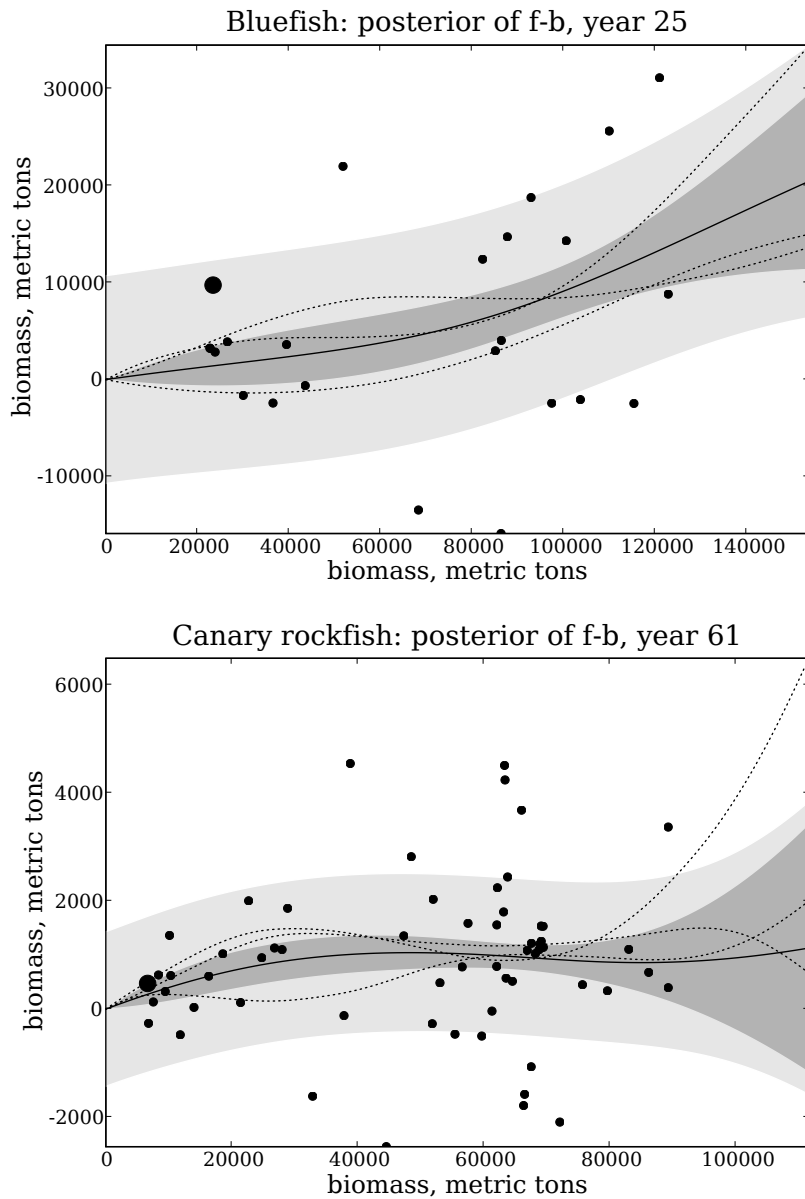 Bluefish: posterior of f-b, year 25
30000
20000
10000
0
-10000
biomass, metric tons
0 20000 40000 60000 80000 100000 120000 140000
biomass, metric tons
Canary rockfish: posterior of f-b, year 61
6000
4000
2000
0
-2000
biomass, metric tons
0 20000 40000 60000 80000 100000
biomass, metric tons